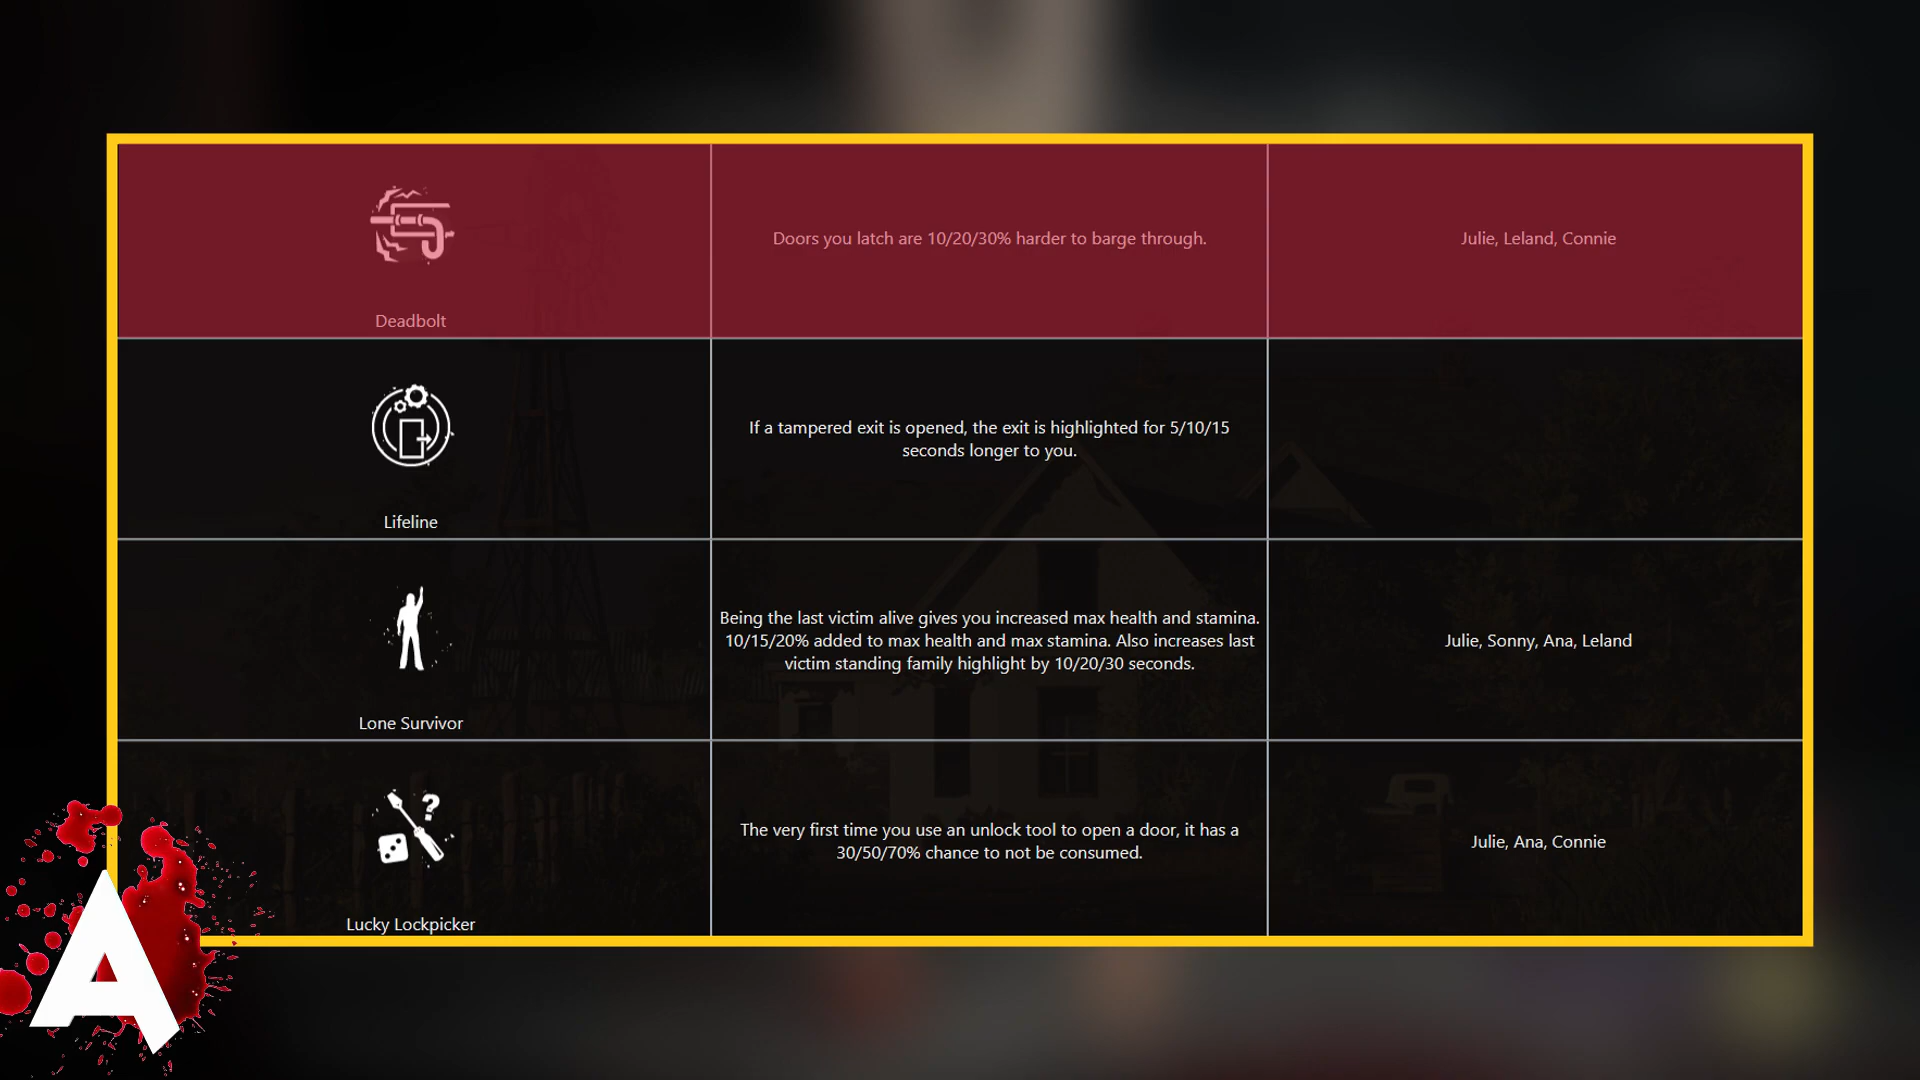 Doors you latch are 10/20/30% harder to barge through.
Julie, Leland, Connie
Deadbolt
If a tampered exit is opened, the exit is highlighted for 5/10/15
seconds longer to you.
Lifeline
Being the last victim alive gives you increased max health and stamina.
10/15/20% added to max health and max stamina. Also increases last
victim standing family highlight by 10/20/30 seconds.
Julie, Sonny, Ana, Leland
Lone Survivor
?
The very first time you use an unlock tool to open a door, it has a
30/50/70% chance to not be consumed.
Julie, Ana, Connie
Lucky Lockpicker
A